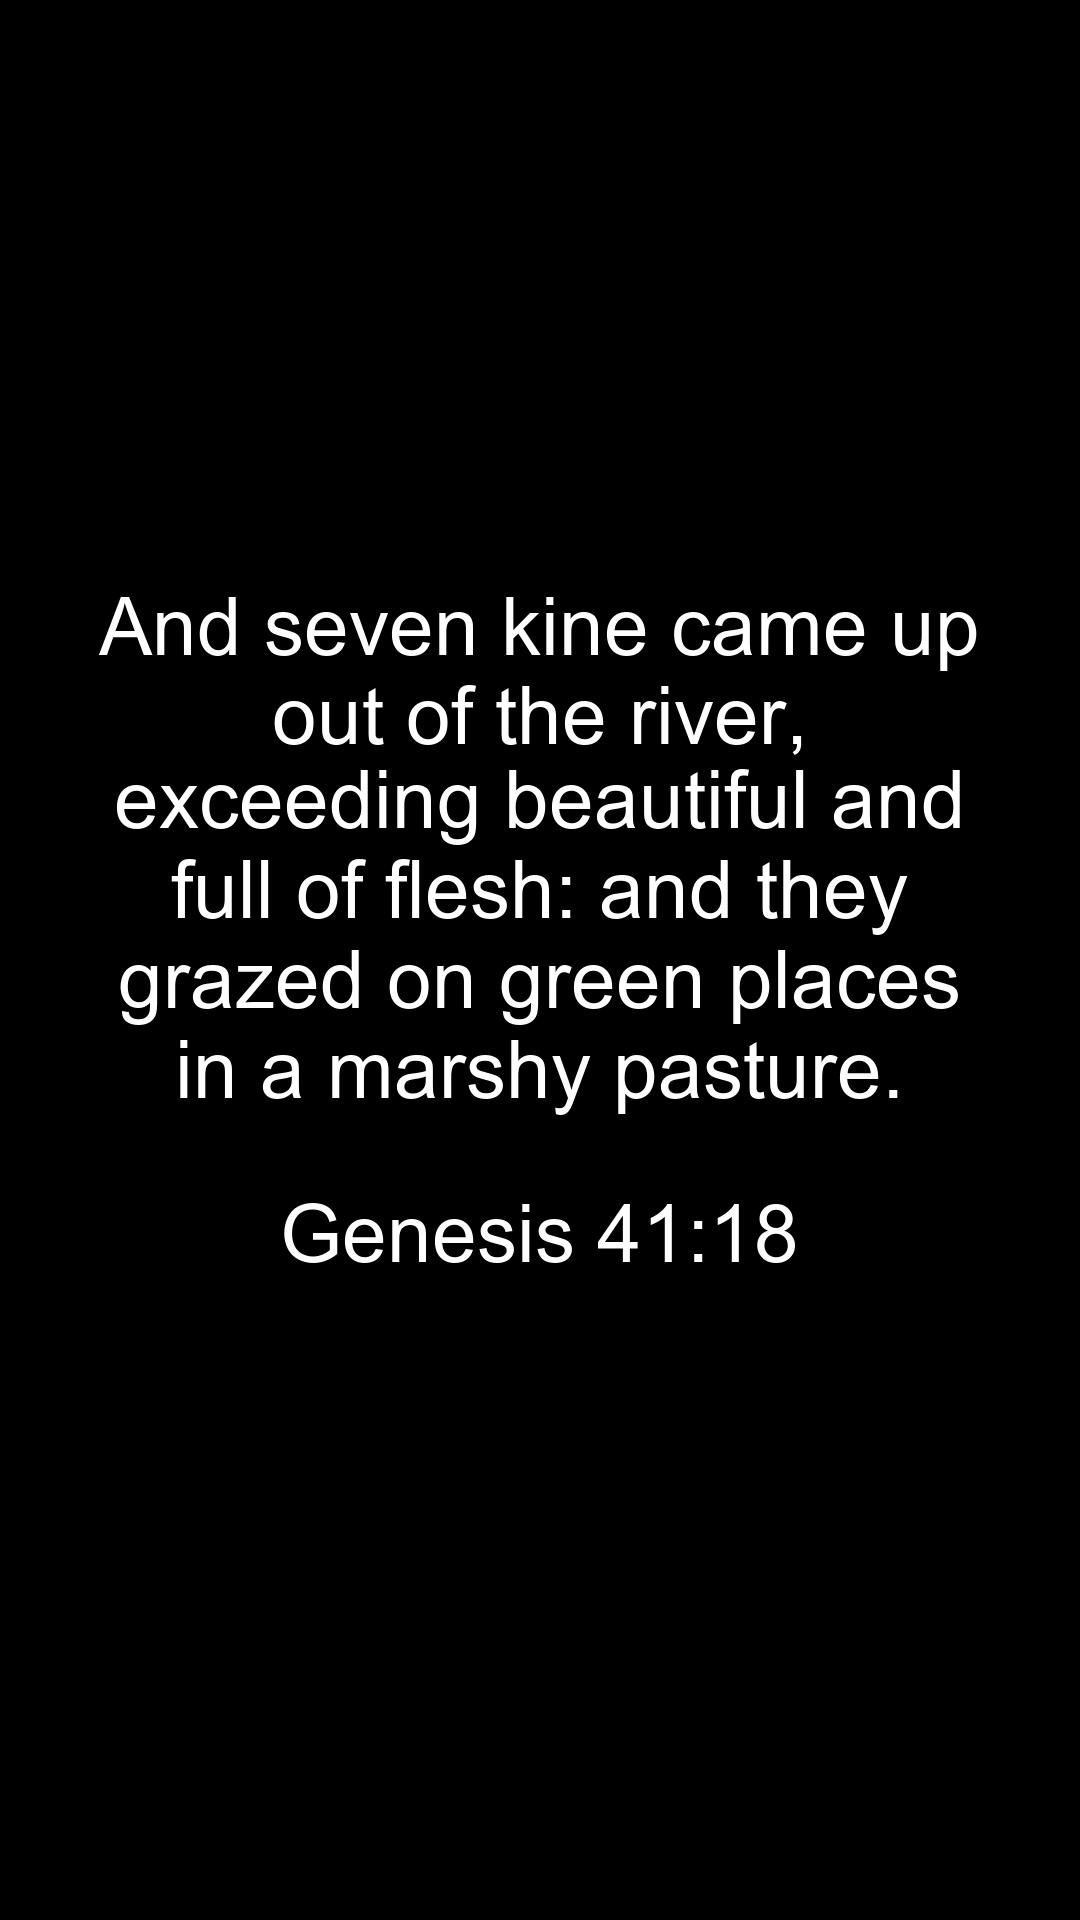 And seven kine came up
out of the river,
exceeding beautiful and
full of flesh: and they
grazed on green places
in a marshy pasture.
Genesis 41:18